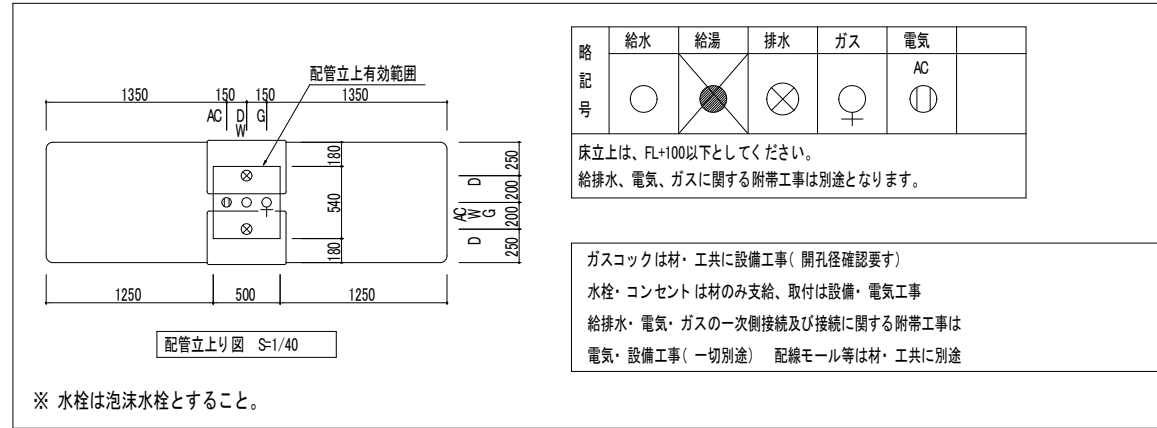 配管立上有効範囲
1350 150 150 1350
AC D G
W
180
540
180
250
D
200
AC W G
200
D
250
1250 500 1250
配管立上り図 S=1/40
※ 水栓は泡沫水栓とすること。
略記号 給水 給湯 排水 ガス 電気
AC
床立上は、FL+100以下としてください。
給排水、電気、ガスに関する附帯工事は別途となります。
ガスコックは材・工共に設備工事( 開孔径確認要す)
水栓・コンセントは材のみ支給、取付は設備・電気工事
給排水・電気・ガスの一次側接続及び接続に関する附帯工事は
電気・設備工事( 一切別途) 配線モール等は材・工共に別途